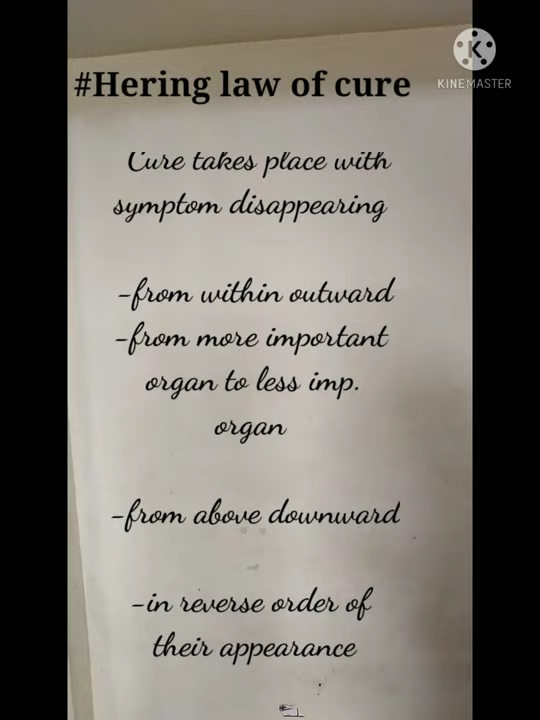 #Hering law of cure
KINEMASTER
Cure takes place with
symptom disappearing
-from within outward
-from more important
organ to less imp.
organ
-from above downward
-in reverse order of
their appearance